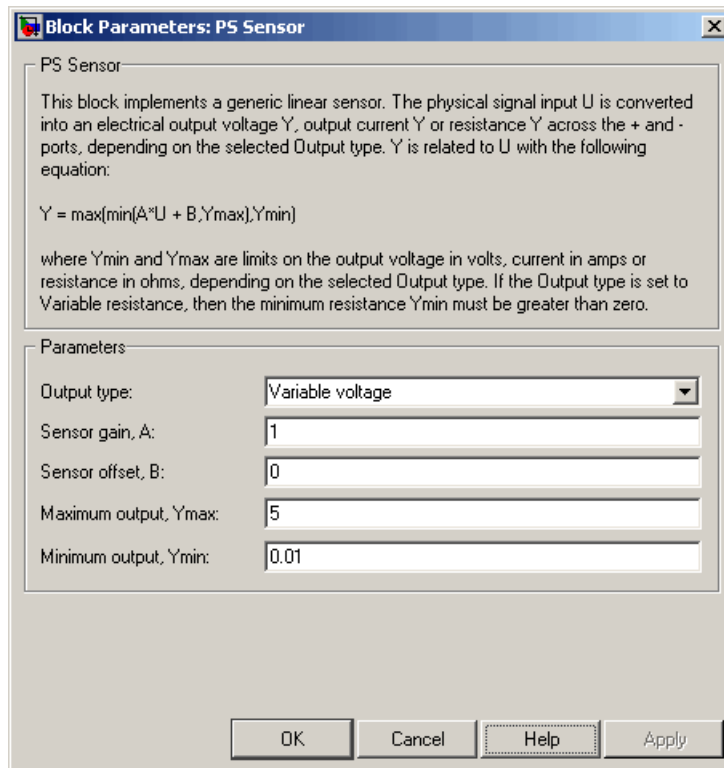 Block Parameters: PS Sensor
PS Sensor
This block implements a generic linear sensor. The physical signal input U is converted
into an electrical output voltage Y, output current Y or resistance Y across the + and -
ports, depending on the selected Output type. Y is related to U with the following
equation:
Y = max(min(A*U + B,Ymax),Ymin)
where Ymin and Ymax are limits on the output voltage in volts, current in amps or
resistance in ohms, depending on the selected Output type. If the Output type is set to
Variable resistance, then the minimum resistance Ymin must be greater than zero.
Parameters
Output type: Variable voltage
Sensor gain, A: 1
Sensor offset, B: 0
Maximum output, Ymax: 5
Minimum output, Ymin: 0.01
OK Cancel Help Apply